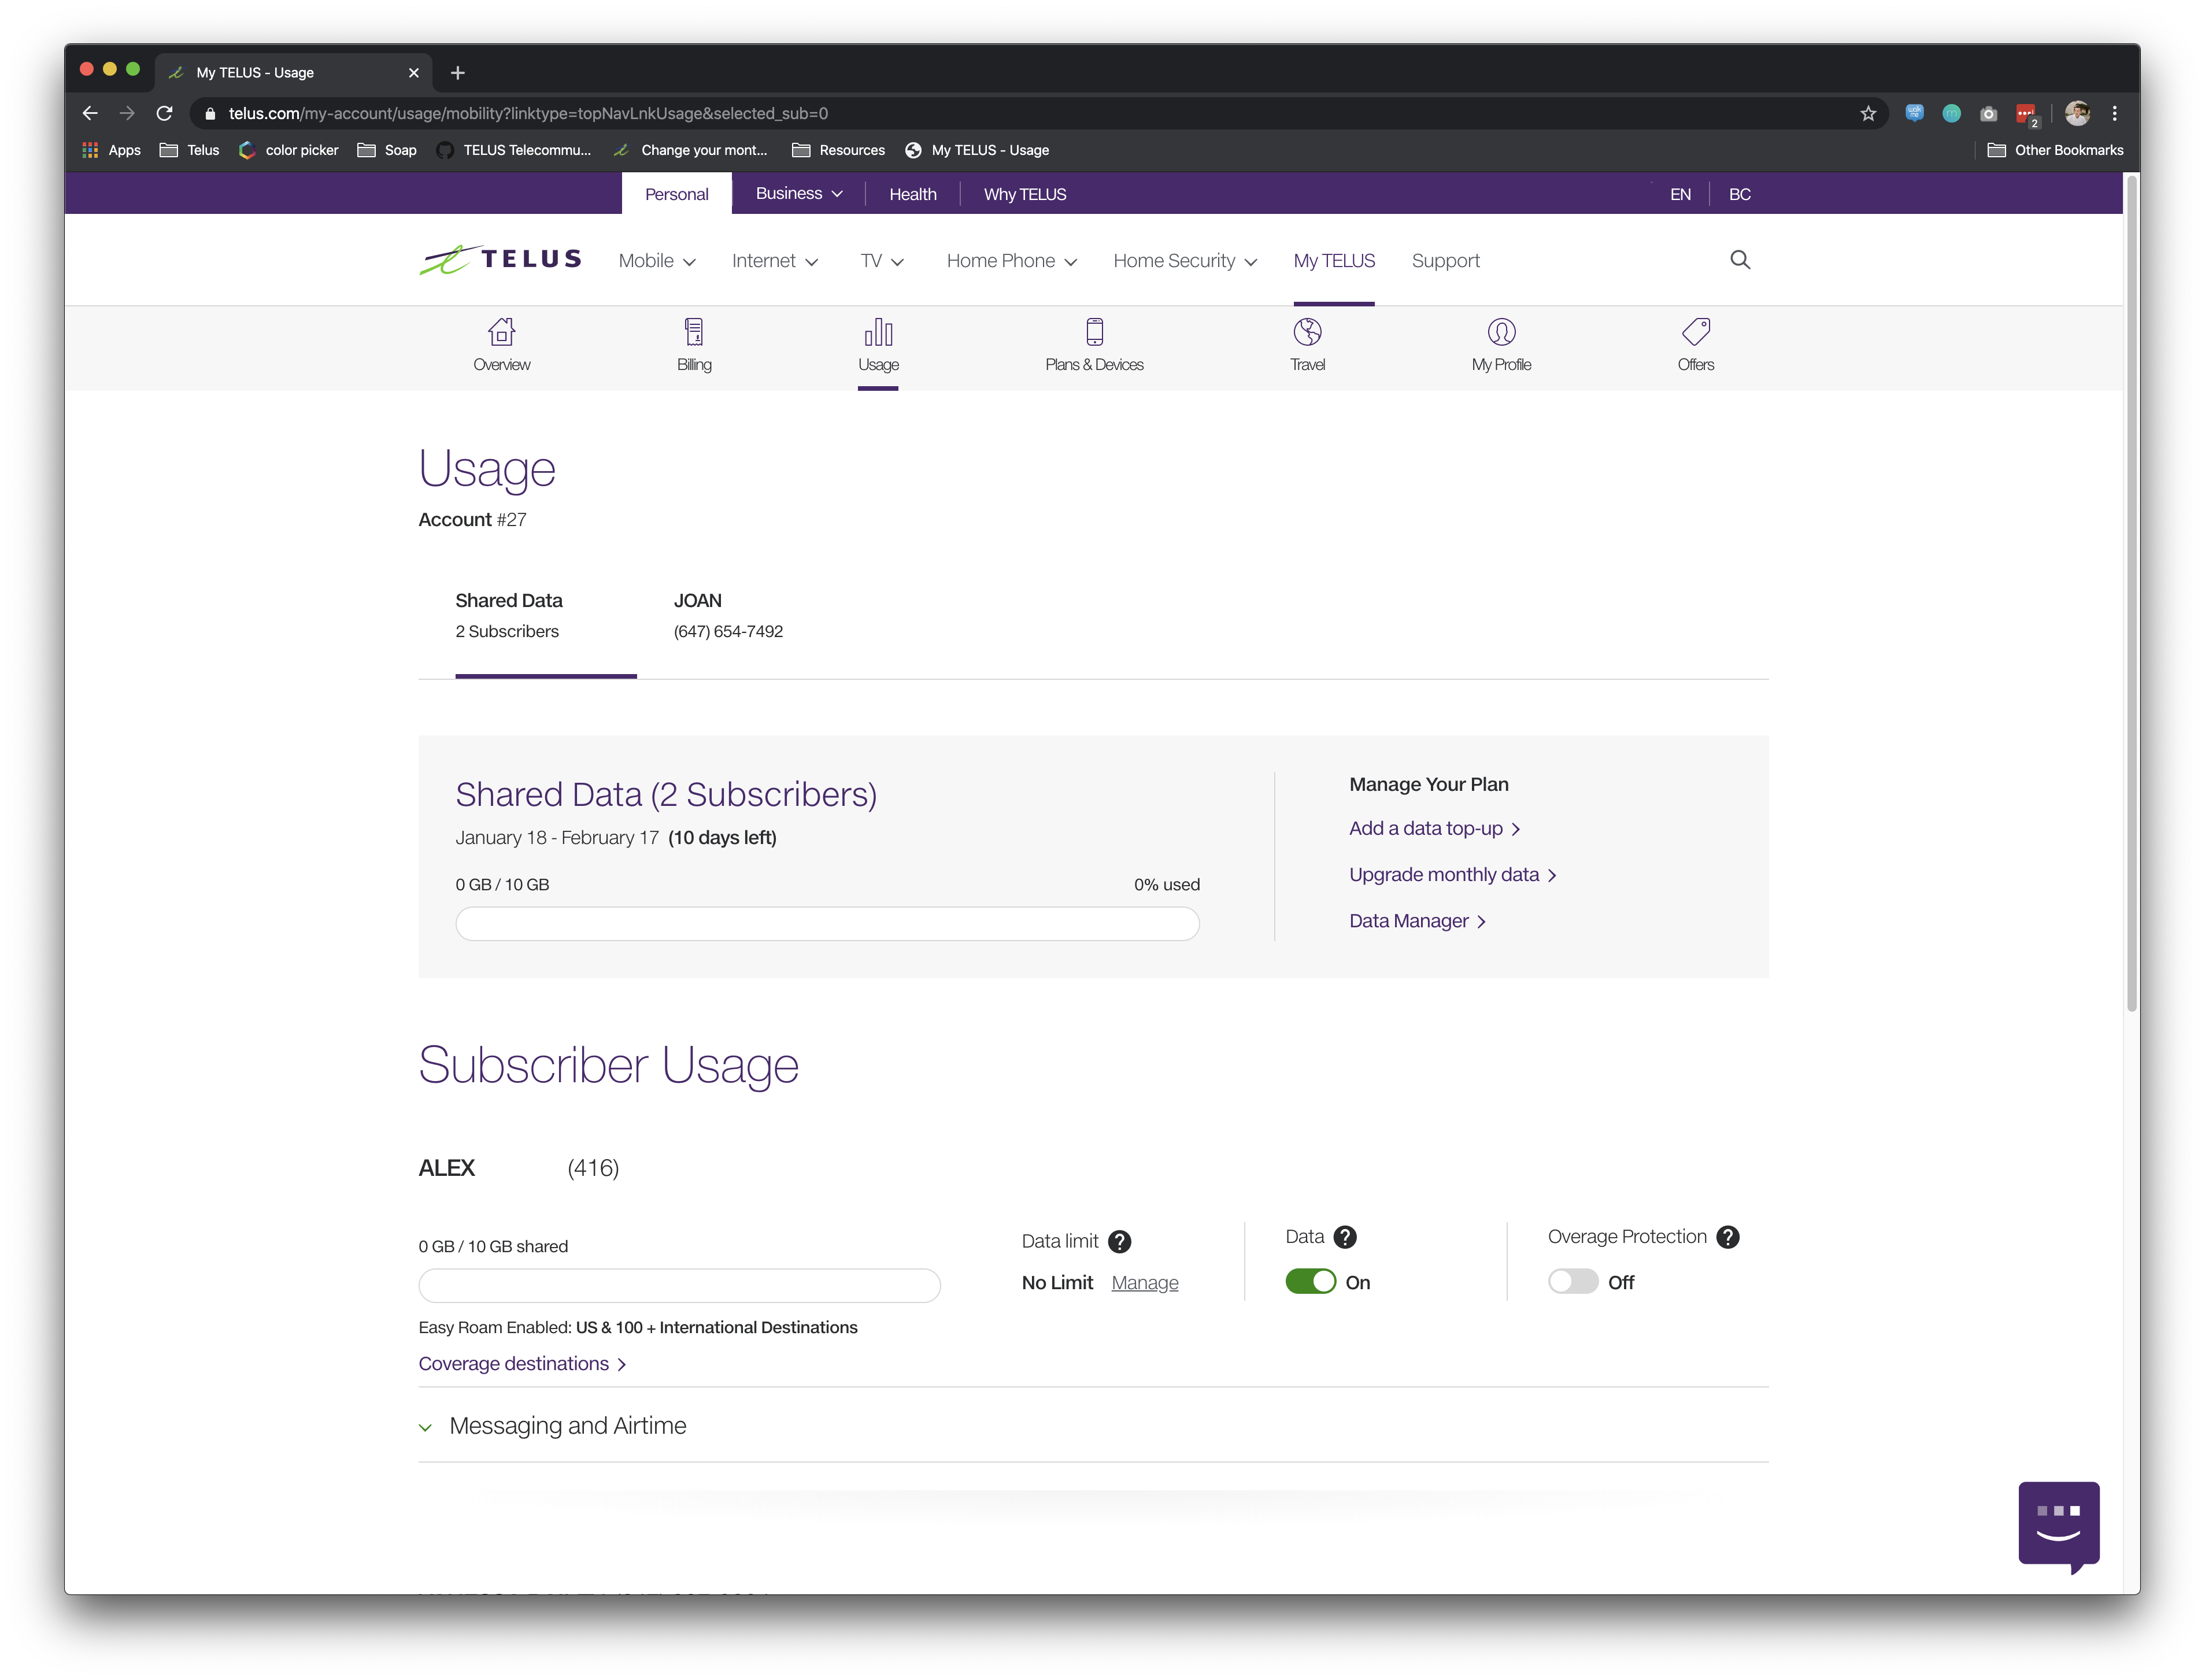 My TELUS - Usage
telus.com/my-account/usage/mobility?linktype=topNavLnkUsage&selected_sub=0
2
Apps Telus color picker Soap TELUS Telecommu... Change your mont... Resources My TELUS - Usage Other Bookmarks
Personal Business Health Why TELUS EN BC
TELUS Mobile Internet TV Home Phone Home Security My TELUS Support
Overview Billing Usage Plans & Devices Travel My Profile Offers
Usage
Account #27
Shared Data JOAN
2 Subscribers (647) 654-7492
Shared Data (2 Subscribers)
January 18 - February 17 (10 days left)
0 GB / 10 GB 0% used
Manage Your Plan
Add a data top-up
Upgrade monthly data
Data Manager
Subscriber Usage
ALEX (416)
0 GB / 10 GB shared
Data limit ?
No Limit Manage
Data ?
On
Overage Protection ?
Off
Easy Roam Enabled: US & 100 + International Destinations
Coverage destinations
Messaging and Airtime